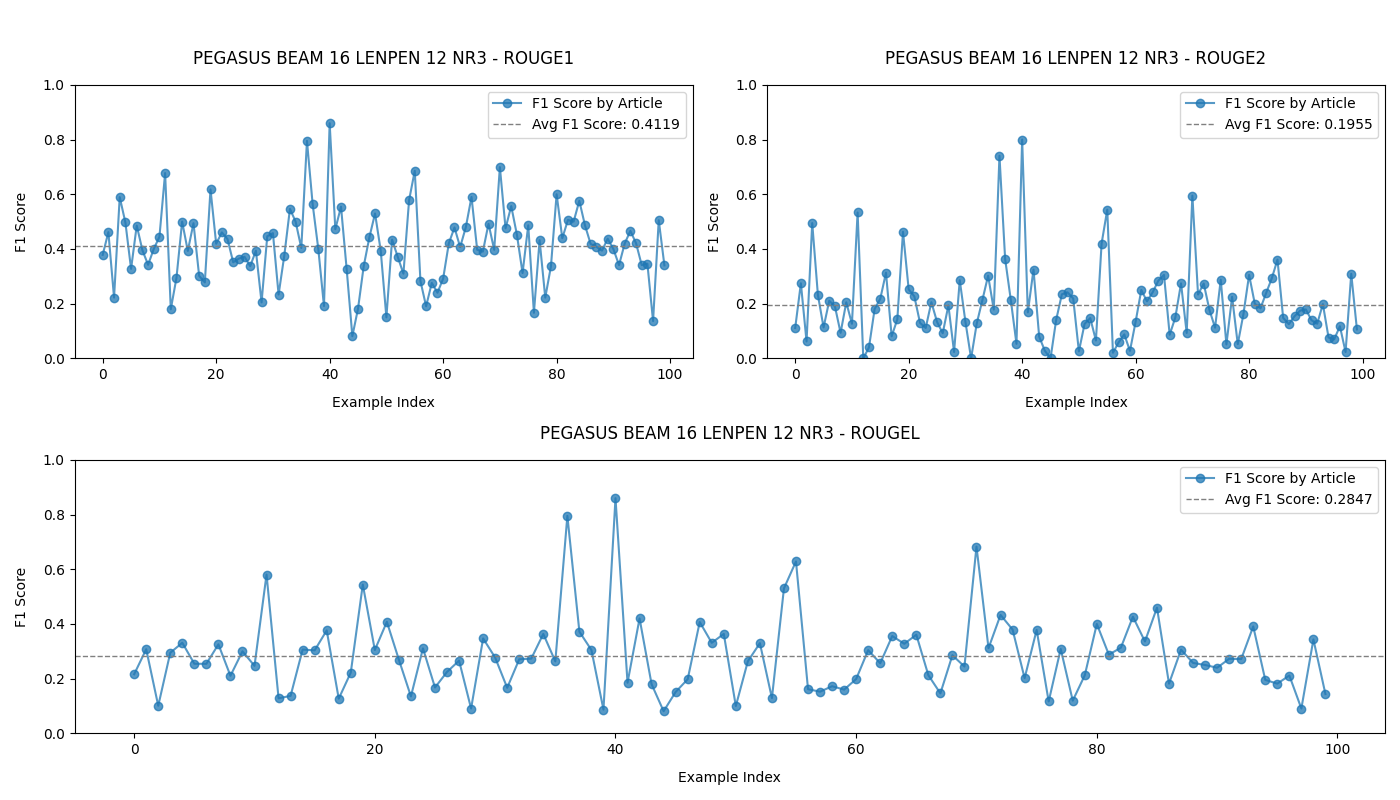 PEGASUS BEAM 16 LENPEN 12 NR3 - ROUGE1
F1 Score by Article
Avg F1 Score: 0.4119
1.0
0.8
0.6
0.4
0.2
0.0
F1 Score
0 20 40 60 80 100
Example Index
PEGASUS BEAM 16 LENPEN 12 NR3 - ROUGE2
F1 Score by Article
Avg F1 Score: 0.1955
1.0
0.8
0.6
0.4
0.2
0.0
F1 Score
0 20 40 60 80 100
Example Index
PEGASUS BEAM 16 LENPEN 12 NR3 - ROUGEL
F1 Score by Article
Avg F1 Score: 0.2847
1.0
0.8
0.6
0.4
0.2
0.0
F1 Score
0 20 40 60 80 100
Example Index